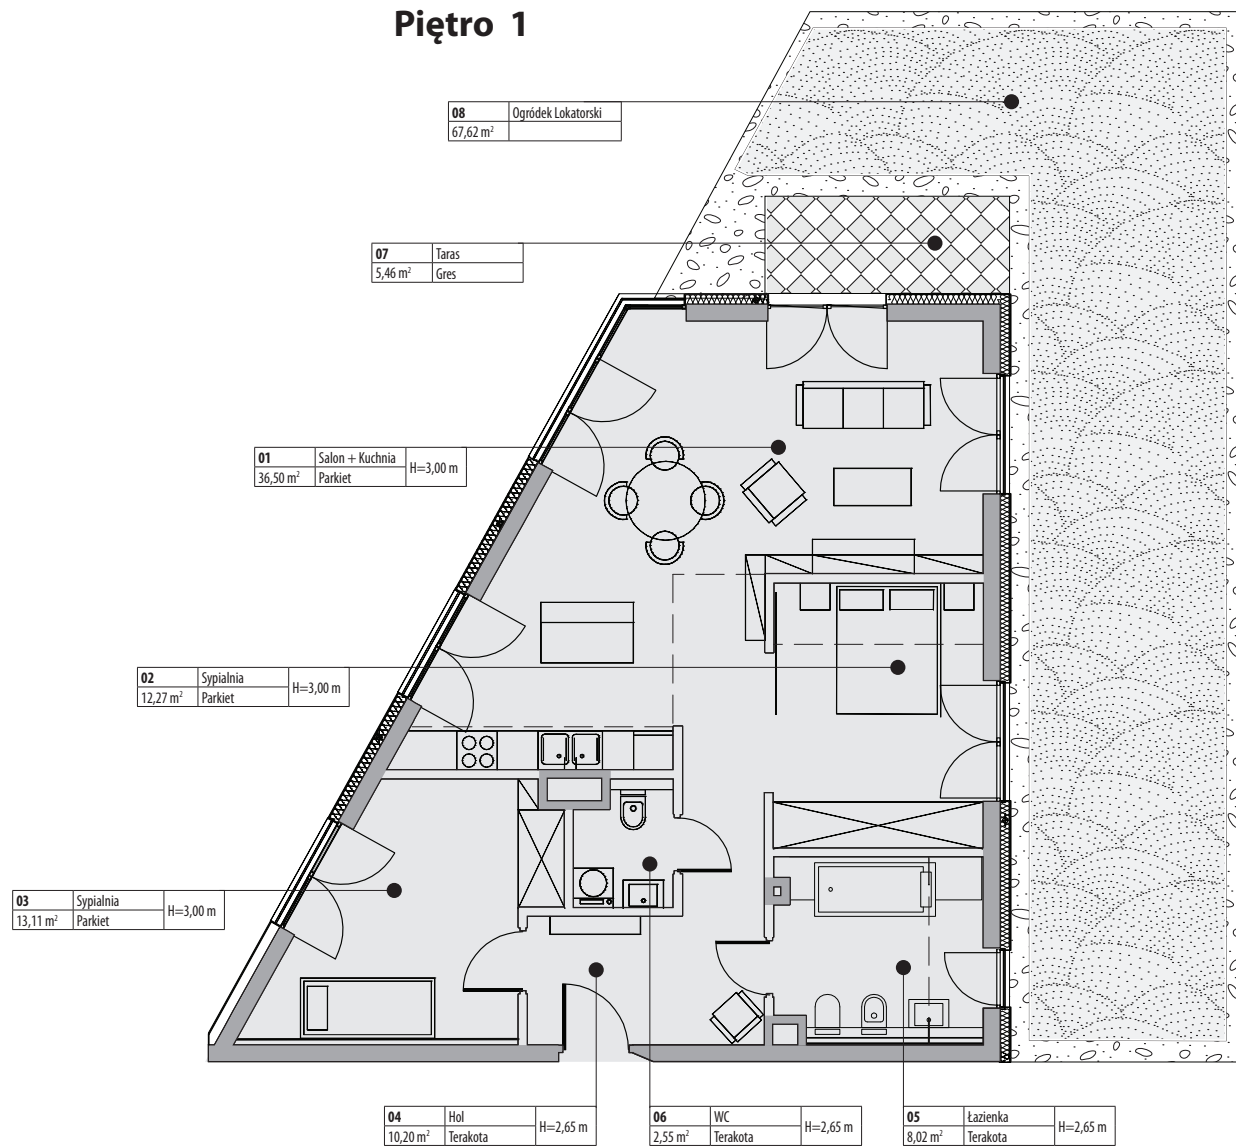 Piętro 1
08 Ogródek Lokatorski
67,62 m²
07 Taras
5,46 m² Gres
01 Salon + Kuchnia H=3,00 m
36,50 m² Parkiet
02 Sypialnia H=3,00 m
12,27 m² Parkiet
03 Sypialnia H=3,00 m
13,11 m² Parkiet
04 Hol H=2,65 m
10,20 m² Terakota
06 WC H=2,65 m
2,55 m² Terakota
05 Łazienka H=2,65 m
8,02 m² Terakota